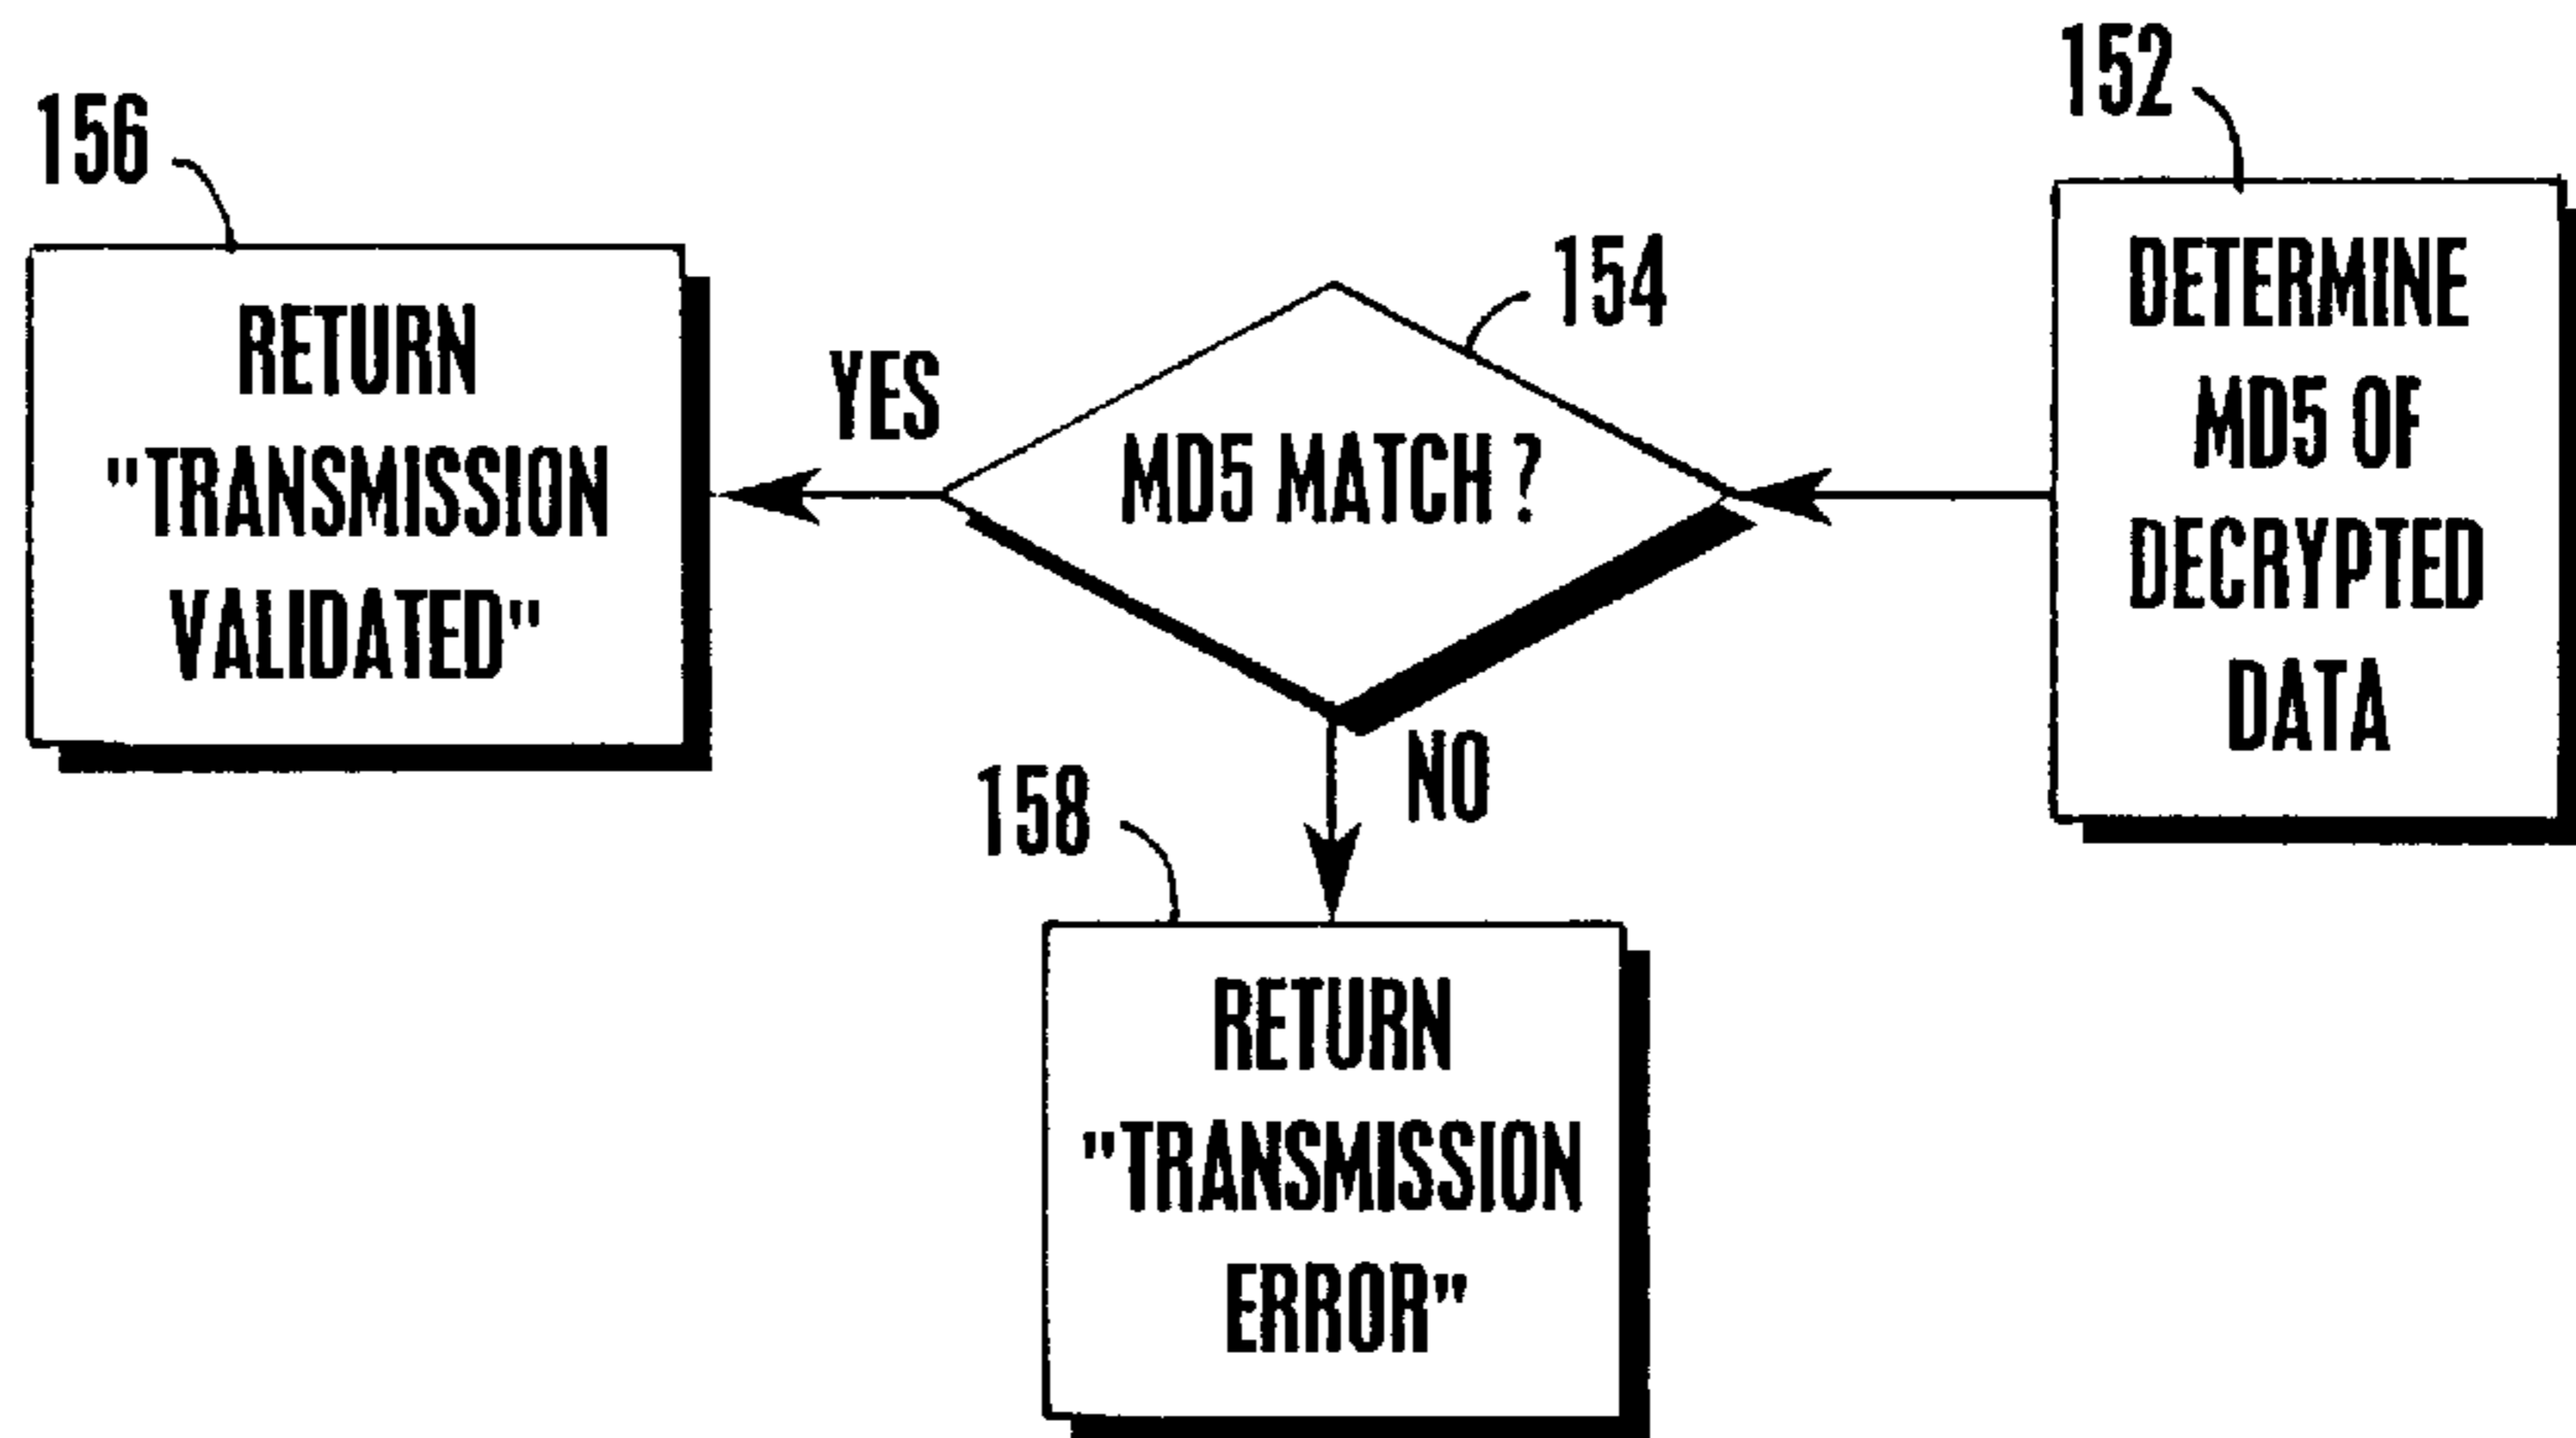 156
RETURN
"TRANSMISSION
VALIDATED"
YES
154
MD5 MATCH ?
152
DETERMINE
MD5 OF
DECRYPTED
DATA
NO
158
RETURN
"TRANSMISSION
ERROR"